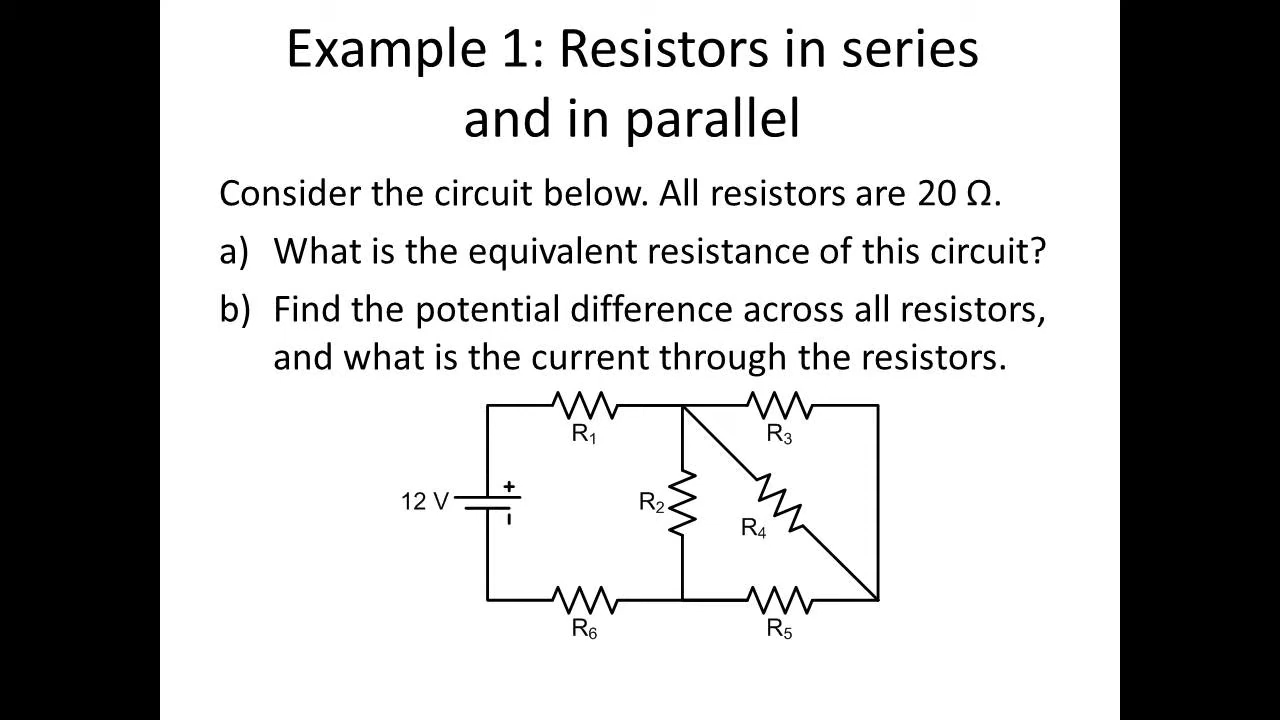 Example 1: Resistors in series
and in parallel
Consider the circuit below. All resistors are 20 Ω.
a) What is the equivalent resistance of this circuit?
b) Find the potential difference across all resistors,
and what is the current through the resistors.
R₁
R₃
+
12 V
R₂
R₄
R₆
R₅